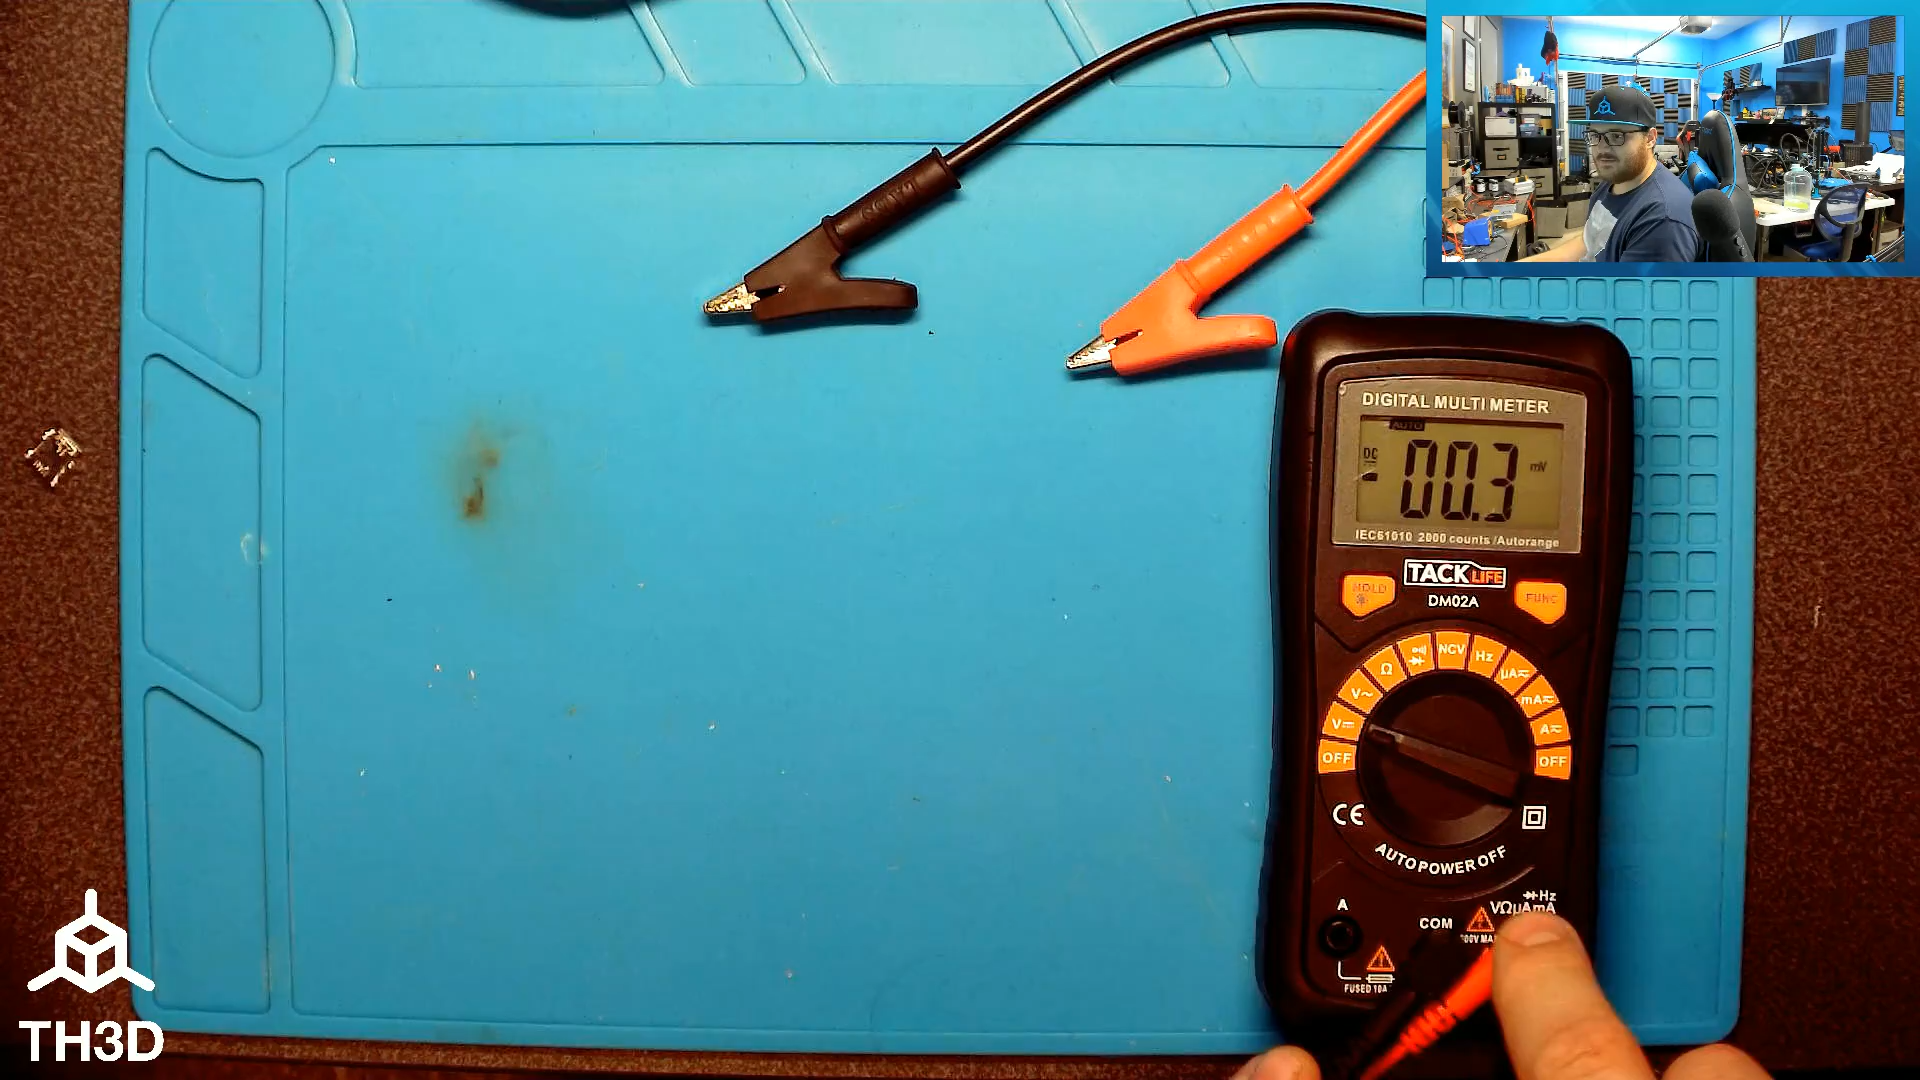 DIGITAL MULTI METER
AUTO
DC
00.3 mV
IEC61010 2000 counts /Autorange
TACK LIFE
HOLD
DM02A
FUNC
NCV
Hz
Ω
µA
V~
mA
V
A
OFF
OFF
CE
AUTO POWER OFF
A
Hz
VΩµAmA
COM
FUSED 10A
TH3D